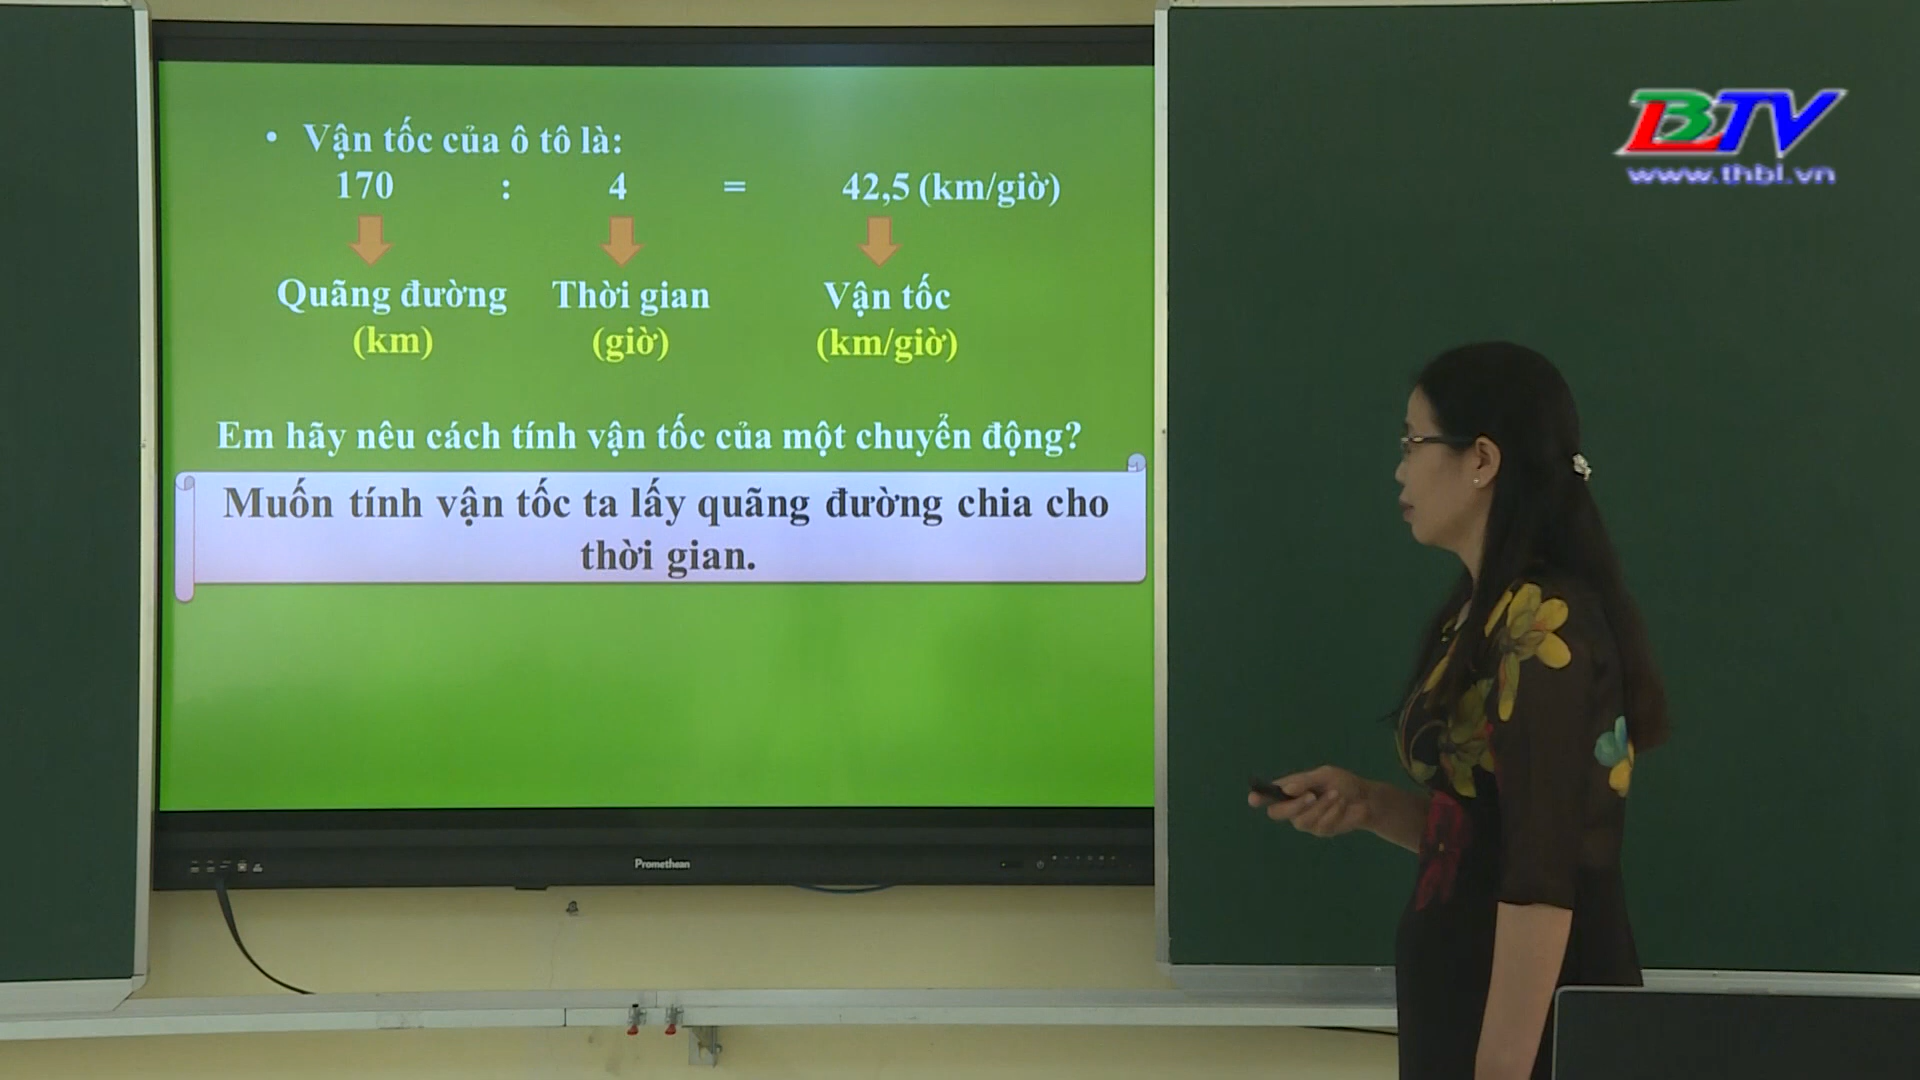 • Vận tốc của ô tô là:
170 : 4 = 42,5 (km/giờ)
Quãng đường Thời gian Vận tốc
(km) (giờ) (km/giờ)
Em hãy nêu cách tính vận tốc của một chuyển động?
Muốn tính vận tốc ta lấy quãng đường chia cho
thời gian.
BTV
www.thbl.vn
Promethean